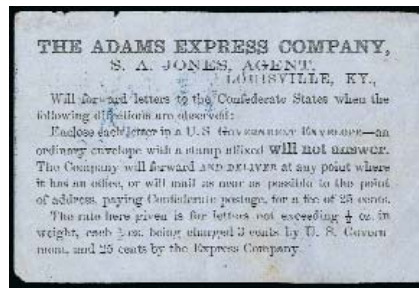 THE ADAMS EXPRESS COMPANY,
S. A. JONES, AGENT,
LOUISVILLE, KY.,
Will forward letters to the Confederate States when the
following directions are observed:
Enclose each letter in a U. S. GOVERNMENT ENVELOPE—an
ordinary envelope with a stamp affixed will not answer.
The Company will forward AND DELIVER at any point where
it has an office, or will mail as near as possible to the point
of address, paying Confederate postage, for a fee of 25 cents.
The rate here given is for letters not exceeding ½ oz. in
weight, each ½ oz. being charged 3 cents by U. S. Govern
ment, and 25 cents by the Express Company.